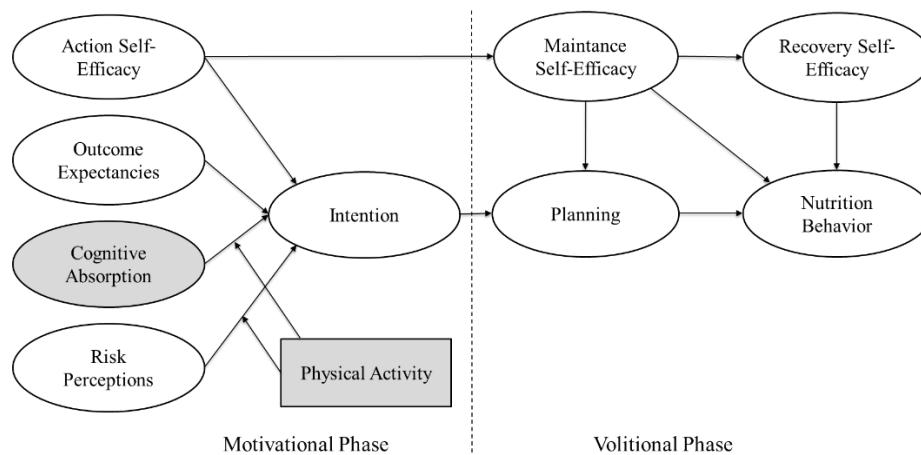 Action Self-
Efficacy
Maintance
Self-Efficacy
Recovery Self-
Efficacy
Outcome
Expectancies
Intention
Planning
Nutrition
Behavior
Cognitive
Absorption
Risk
Perceptions
Physical Activity
Motivational Phase
Volitional Phase